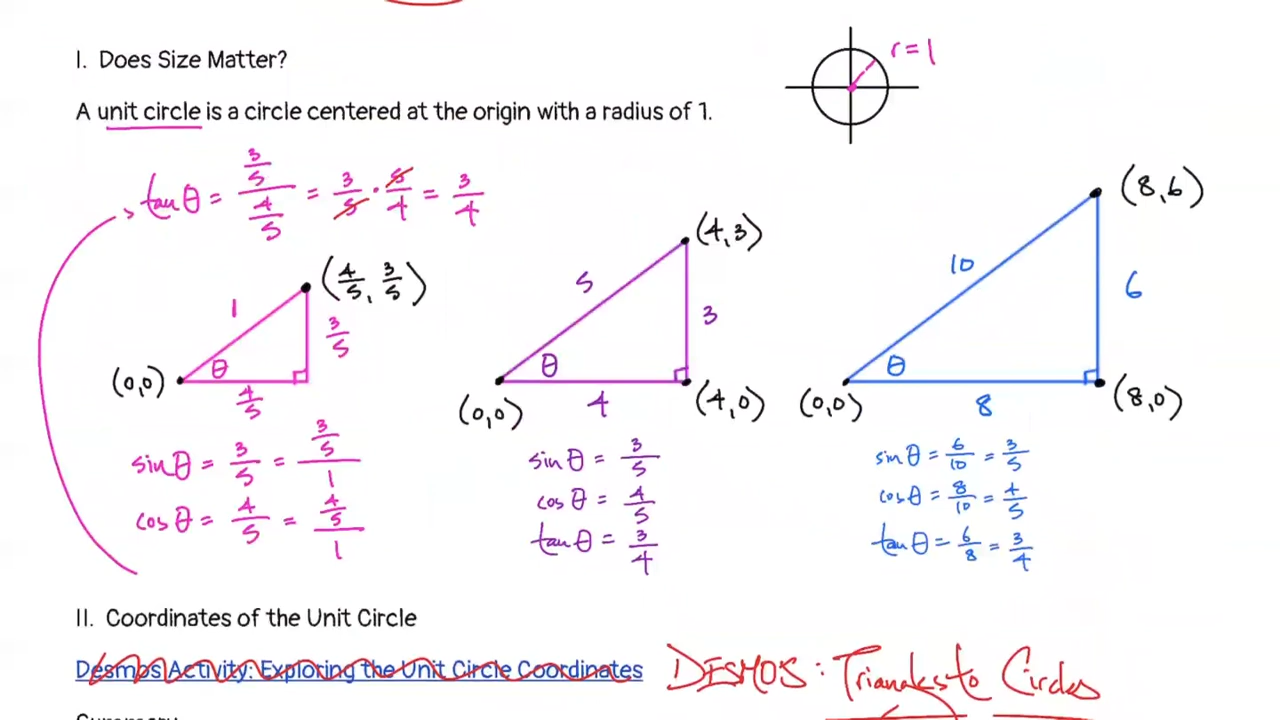 I. Does Size Matter?
r = 1
A unit circle is a circle centered at the origin with a radius of 1.
tan θ = (3/5)/(4/5) = 3/5 · 5/4 = 3/4
(4/5, 3/5)
1
3/5
θ
(0,0)
4/5
sin θ = 3/5 = (3/5)/1
cos θ = 4/5 = (4/5)/1
(4,3)
5
3
θ
(0,0)
4
(4,0)
sin θ = 3/5
cos θ = 4/5
tan θ = 3/4
(8,6)
10
6
θ
(0,0)
8
(8,0)
sin θ = 6/10 = 3/5
cos θ = 8/10 = 4/5
tan θ = 6/8 = 3/4
II. Coordinates of the Unit Circle
Desmos Activity: Exploring the Unit Circle Coordinates
DESMOS: Triangles to Circles
Summary